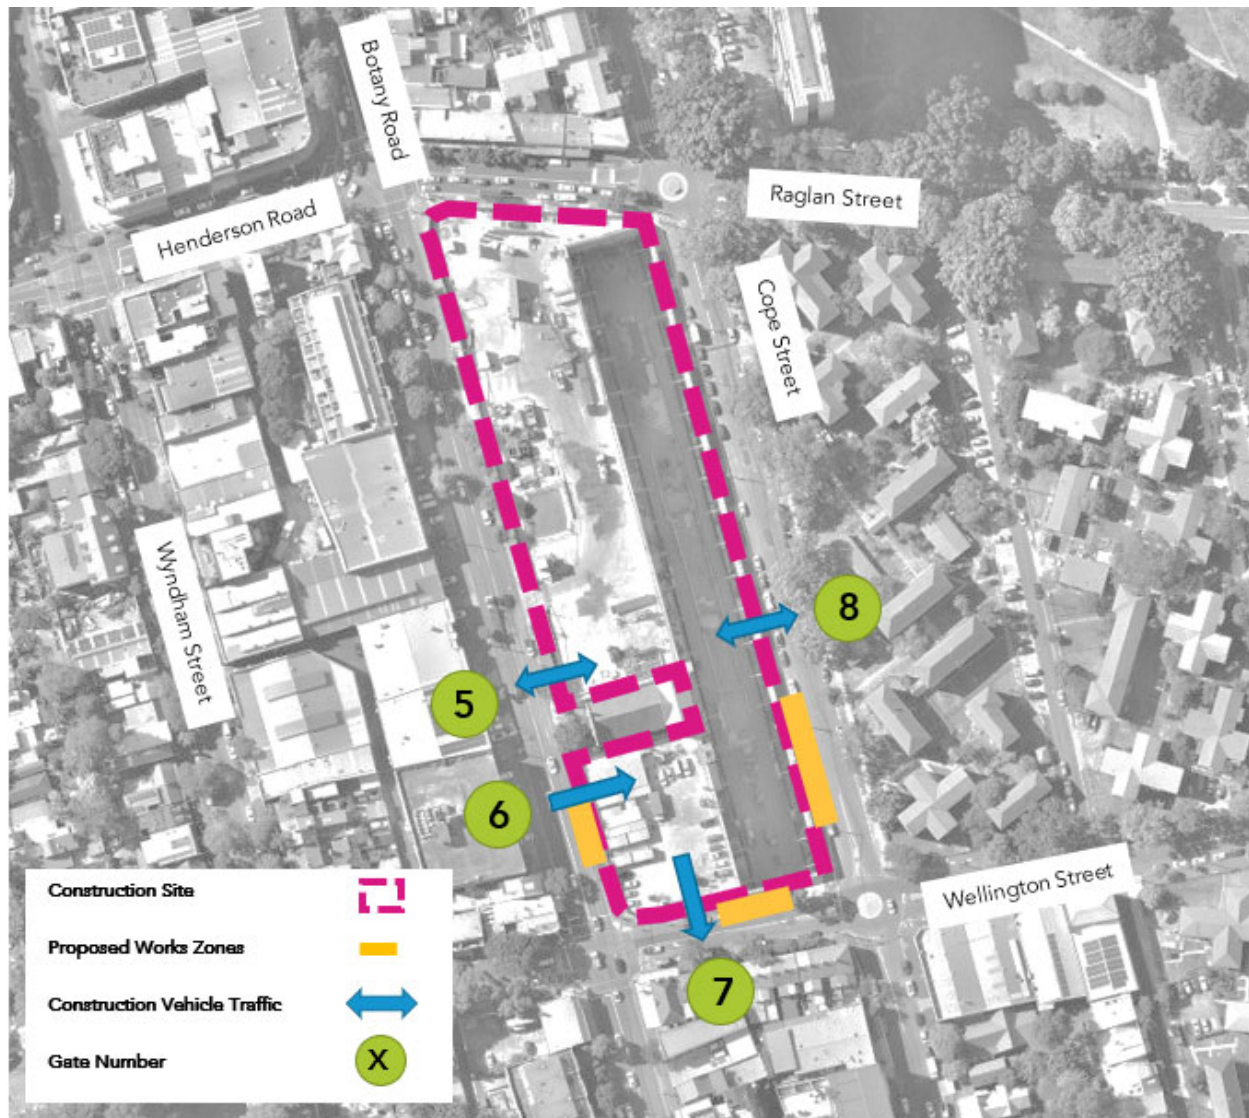 Botany Road
Raglan Street
Henderson Road
Cope Street
Wyndham Street
8
5
6
Wellington Street
7
Construction Site
Proposed Works Zones
Construction Vehicle Traffic
Gate Number
X